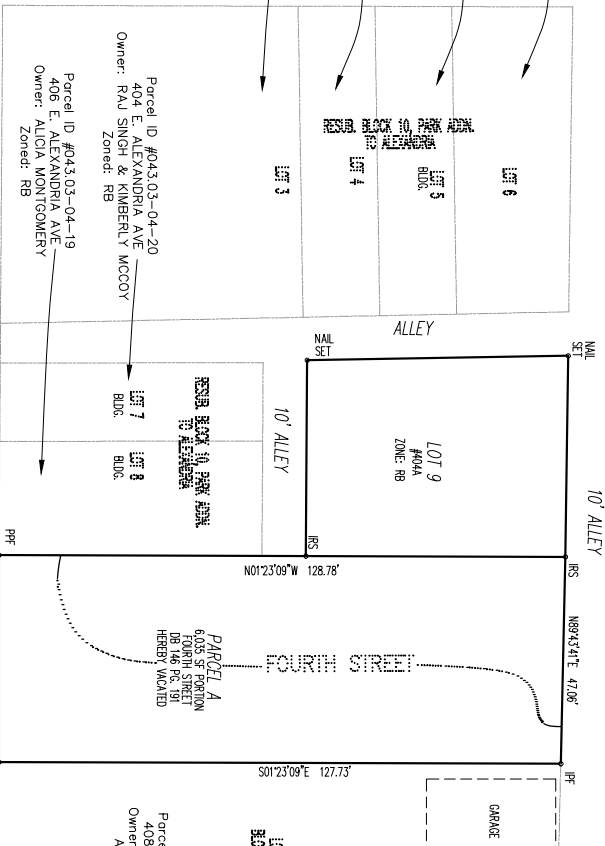 RESUB. BLOCK 10, PARK ADDN.
TO ALEXANDRIA
LOT 6
LOT 5
BLDG.
LOT 4
LOT 3
Parcel ID #043.03-04-20
404 E. ALEXANDRIA AVE
Owner: RAJ SINGH & KIMBERLY MCCOY
Zoned: RB
Parcel ID #043.03-04-19
406 E. ALEXANDRIA AVE
Owner: ALICIA MONTGOMERY
Zoned: RB
ALLEY
NAIL
SET
NAIL
SET
10' ALLEY
LOT 9
#404A
ZONE: RB
10' ALLEY
RESUB. BLOCK 10, PARK ADDN.
TO ALEXANDRIA
LOT 7
BLDG.
LOT 8
BLDG.
IRS
IRS
PPF
N01°23'09"W 128.78'
N89°43'41"E 47.06'
FOURTH STREET
PARCEL A
6,035 SF PORTION
FOURTH STREET
DB 146 PG. 191
HEREBY VACATED
S01°23'09"E 127.73'
IPF
GARAGE
Parce
408
Owner
A